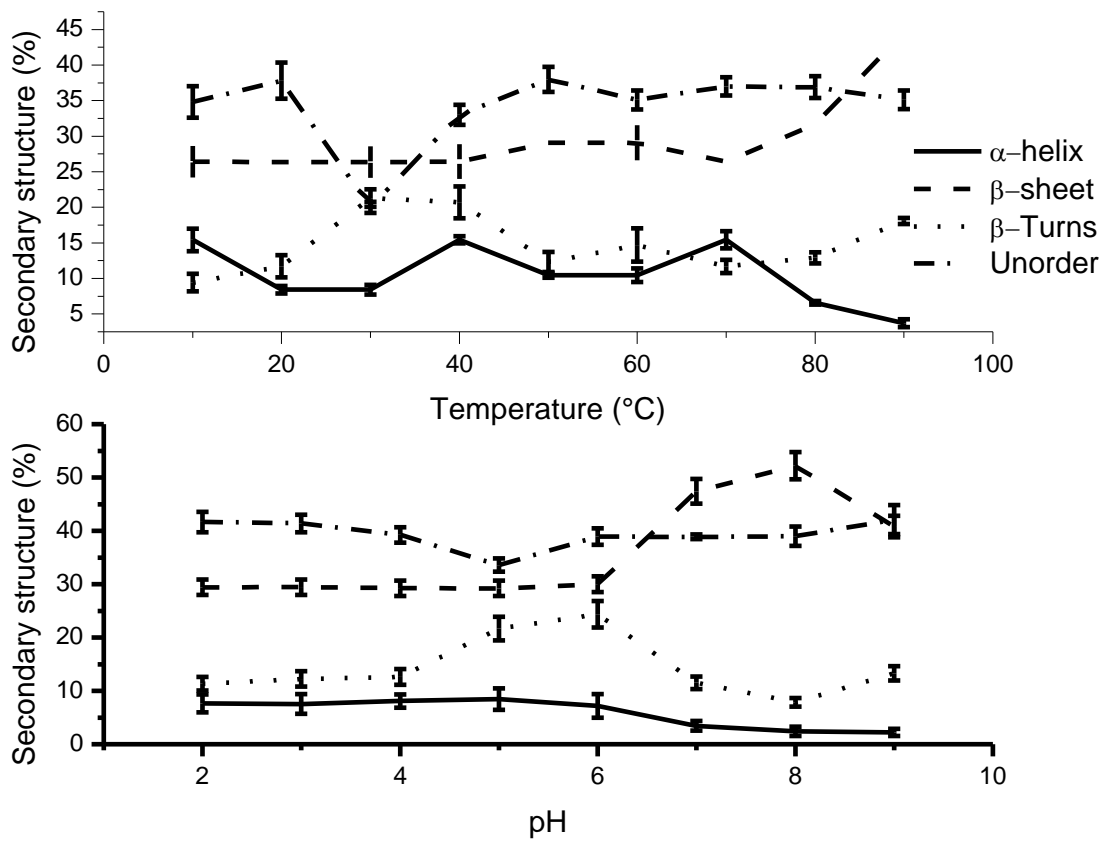 Secondary structure (%)
45
40
35
30
25
20
15
10
5
0 20 40 60 80 100
Temperature (°C)
α−helix
β−sheet
β−Turns
Unorder
Secondary structure (%)
60
50
40
30
20
10
0
2 4 6 8 10
pH